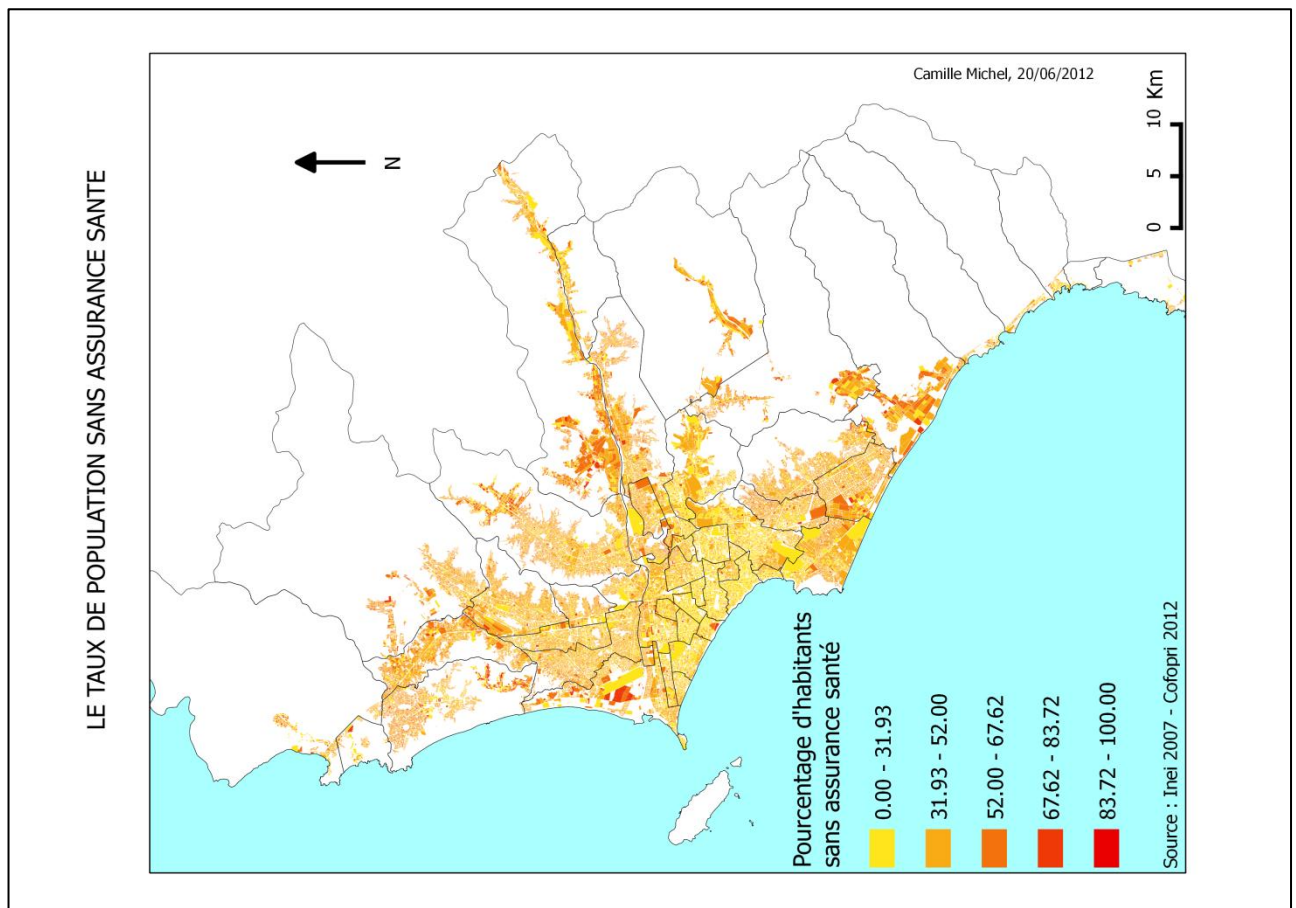 LE TAUX DE POPULATION SANS ASSURANCE SANTE
Camille Michel, 20/06/2012
N
0 5 10 Km
Pourcentage d'habitants
sans assurance santé
0.00 - 31.93
31.93 - 52.00
52.00 - 67.62
67.62 - 83.72
83.72 - 100.00
Source : Inei 2007 - Cofopri 2012